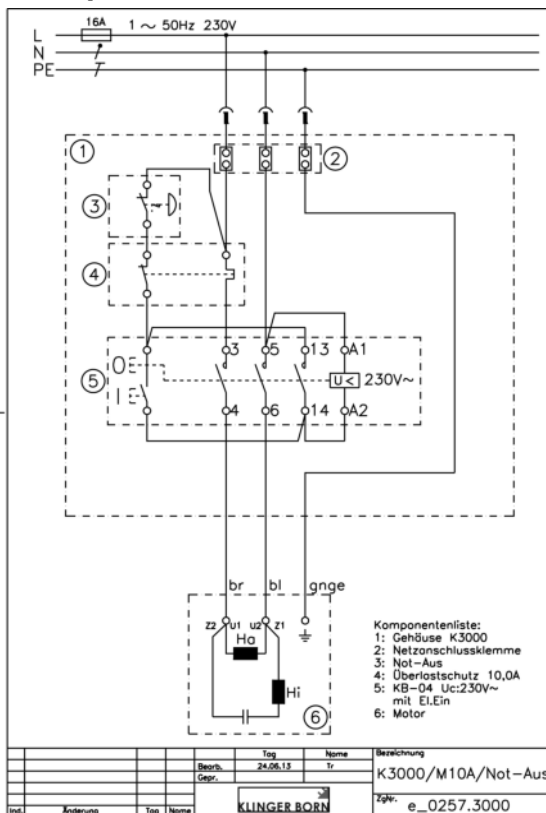 16A 1 ~ 50Hz 230V
L
N
PE
1
2
3
4
3 5 13 A1
O
5
U< 230V~
I
4 6 14 A2
br bl gnge
Z2 U1 U2 Z1
Ha
Hi
6
Komponentenliste:
1: Gehäuse K3000
2: Netzanschlussklemme
3: Not-Aus
4: Überlastschutz 10,0A
5: KB-04 Uc:230V~
mit El.Ein
6: Motor
Tag Name Bezeichnung
Bearb. 24.06.13 Tr
Gepr.
K3000/M10A/Not-Aus
KLINGER BORN
ZgNr. e_0257.3000
Ind. Änderung Tag Name